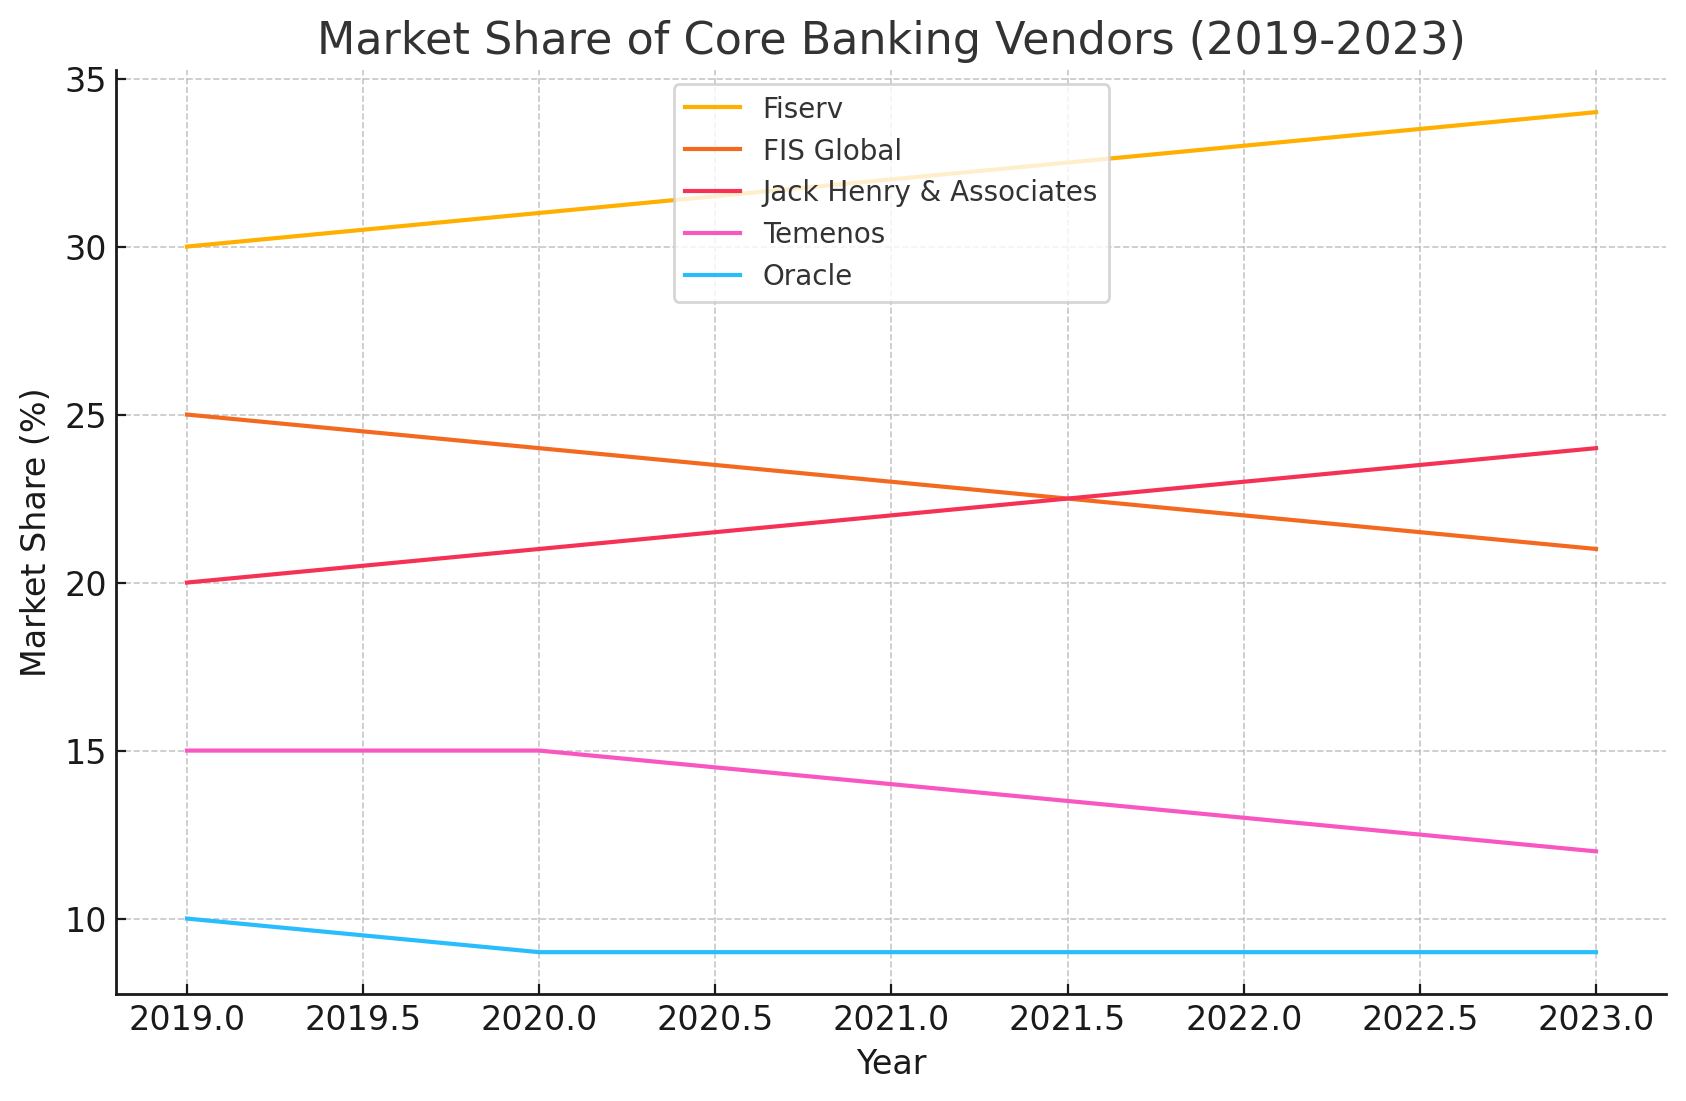 Market Share of Core Banking Vendors (2019-2023)
Fiserv
FIS Global
Jack Henry & Associates
Temenos
Oracle
Market Share (%)
35
30
25
20
15
10
2019.0 2019.5 2020.0 2020.5 2021.0 2021.5 2022.0 2022.5 2023.0
Year